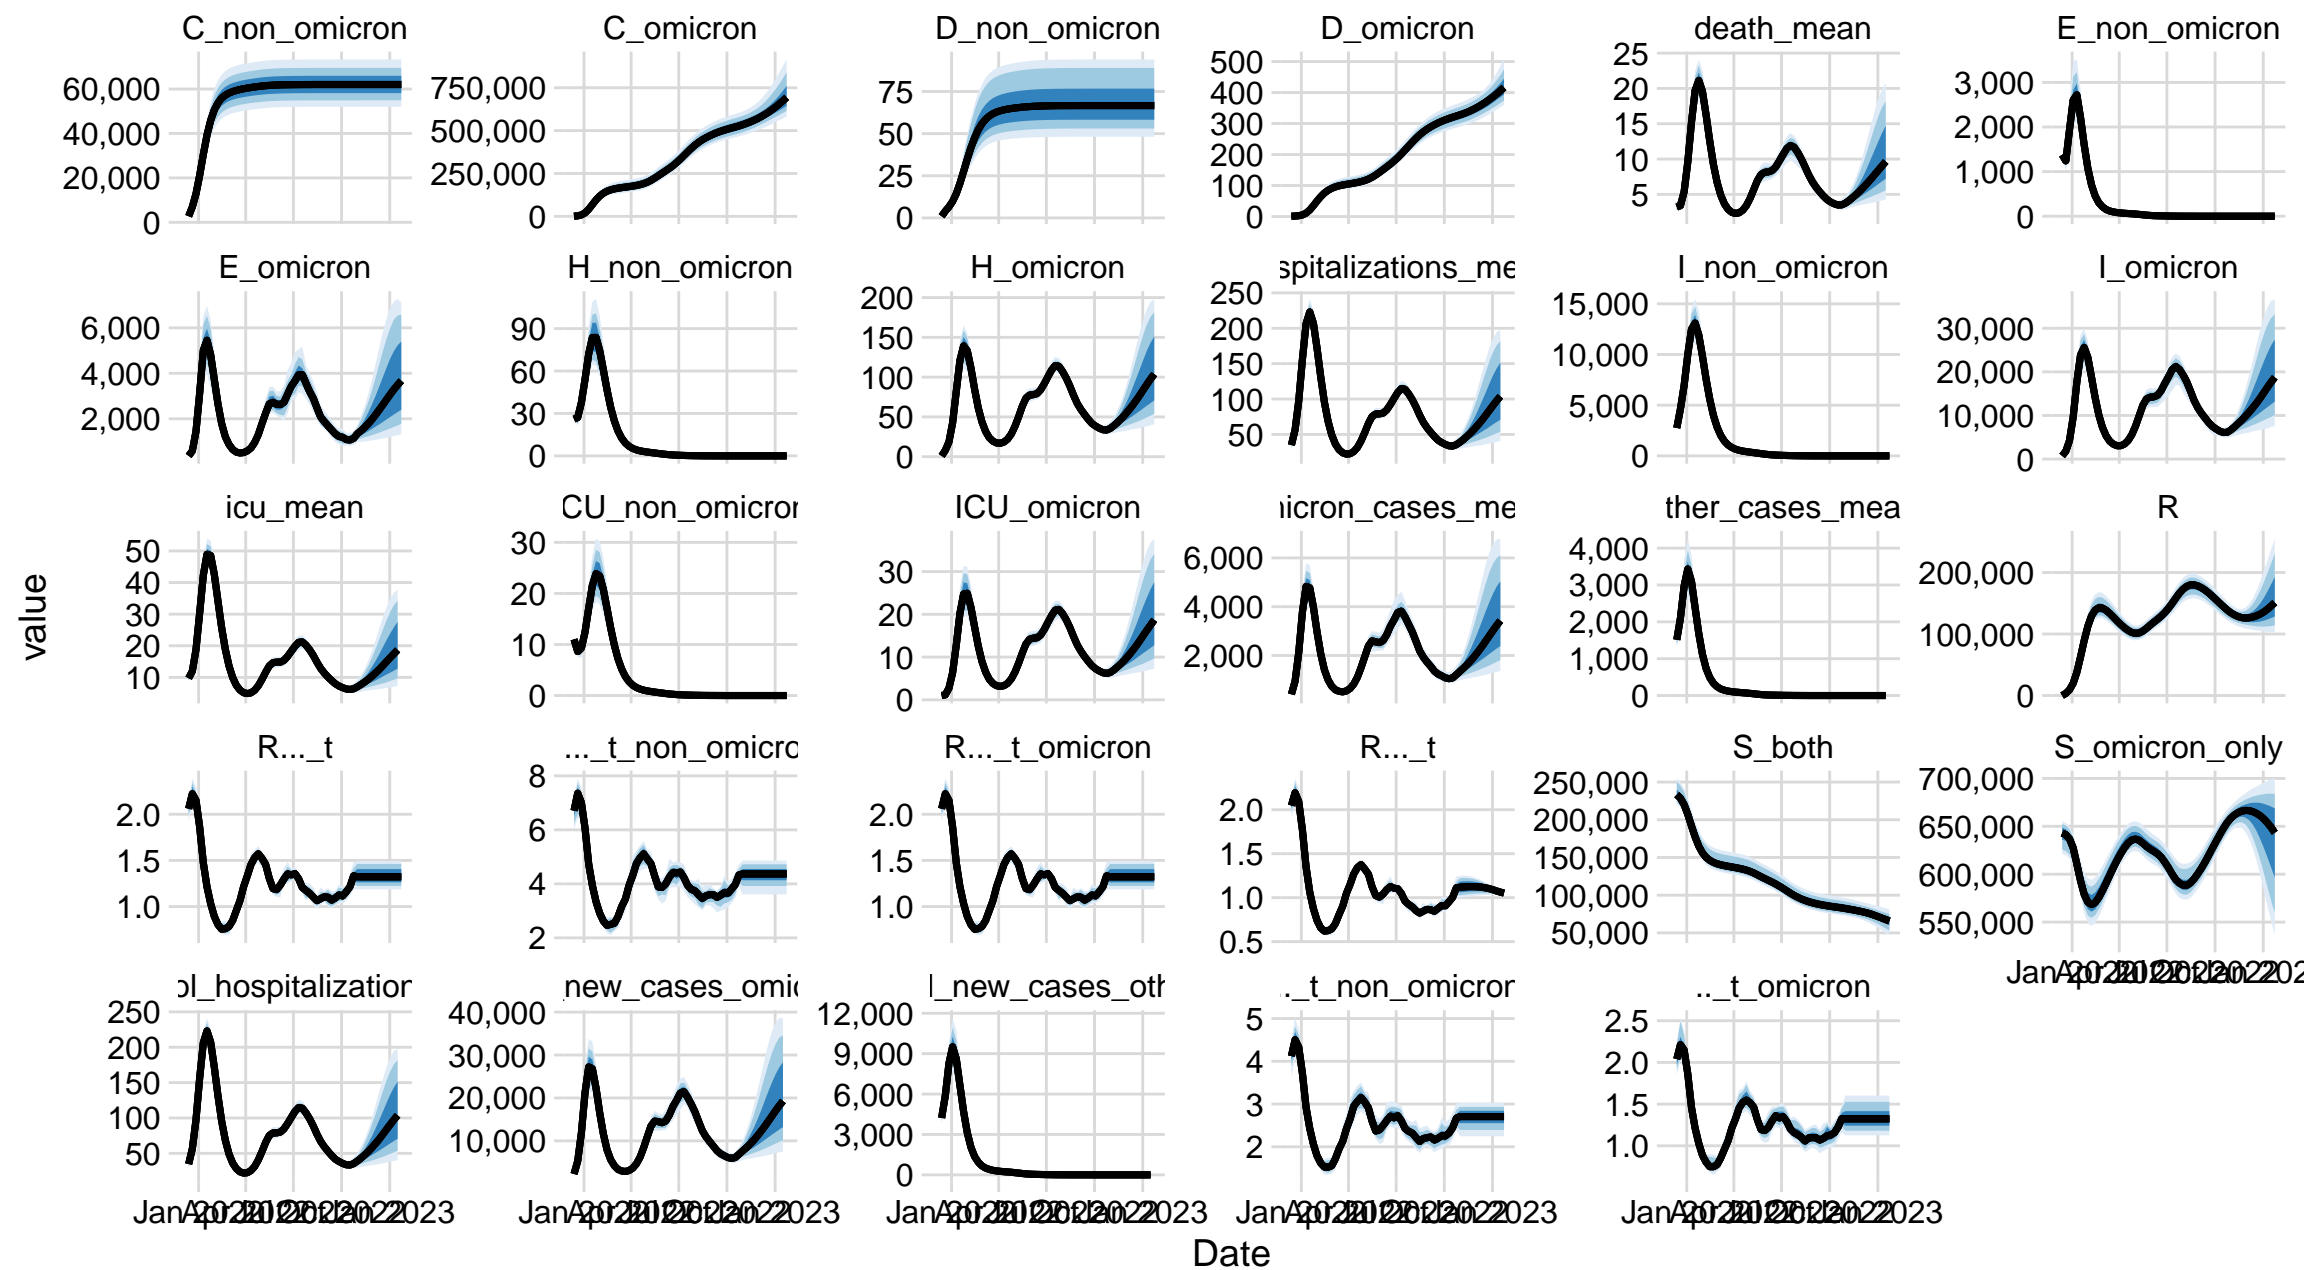 C_non_omicron C_omicron D_non_omicron D_omicron death_mean E_non_omicron
60,000 40,000 20,000 0
750,000 500,000 250,000 0
75 50 25 0
500 400 300 200 100 0
25 20 15 10 5
3,000 2,000 1,000 0
E_omicron H_non_omicron H_omicron spitalizations_me I_non_omicron I_omicron
6,000 4,000 2,000
90 60 30 0
200 150 100 50 0
250 200 150 100 50
15,000 10,000 5,000 0
30,000 20,000 10,000 0
icu_mean CU_non_omicron ICU_omicron nicron_cases_me ther_cases_mea R
50 40 30 20 10
30 20 10 0
30 20 10 0
6,000 4,000 2,000
4,000 3,000 2,000 1,000 0
200,000 100,000 0
R..._t ..._t_non_omicro R..._t_omicron R..._t S_both S_omicron_only
2.0 1.5 1.0
8 6 4 2
2.0 1.5 1.0
2.0 1.5 1.0 0.5
250,000 200,000 150,000 100,000 50,000
700,000 650,000 600,000 550,000
ol_hospitalization _new_cases_omic l_new_cases_oth .._t_non_omicron .._t_omicron
250 200 150 100 50
40,000 30,000 20,000 10,000
12,000 9,000 6,000 3,000 0
5 4 3 2
2.5 2.0 1.5 1.0
value
Date